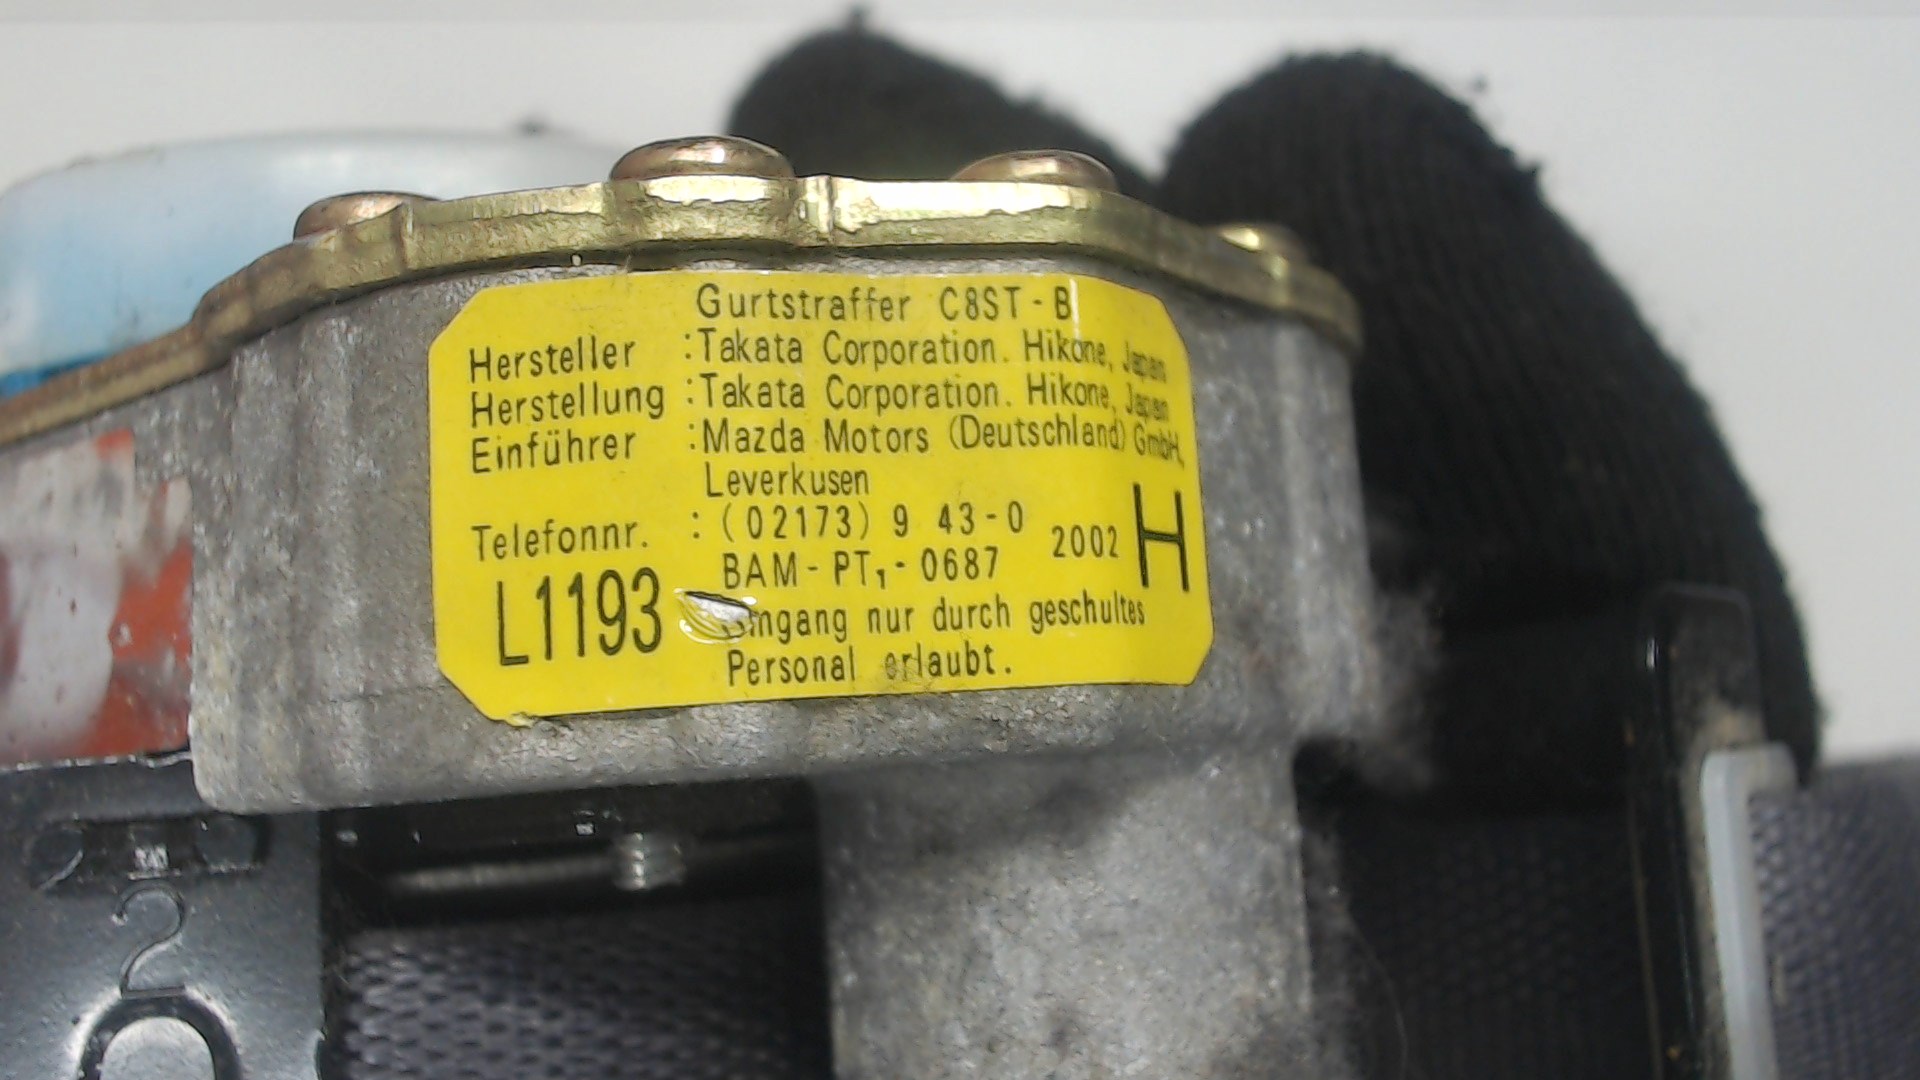 Gurtstraffer C8ST-B
Hersteller :Takata Corporation. Hikone, Japan
Herstellung :Takata Corporation. Hikone, Japan
Einführer :Mazda Motors (Deutschland) GmbH,
Leverkusen
Telefonnr. : (02173) 9 43-0
BAM-PT₁-0687 2002 H
L1193
nur durch geschultes
Personal erlaubt.
2